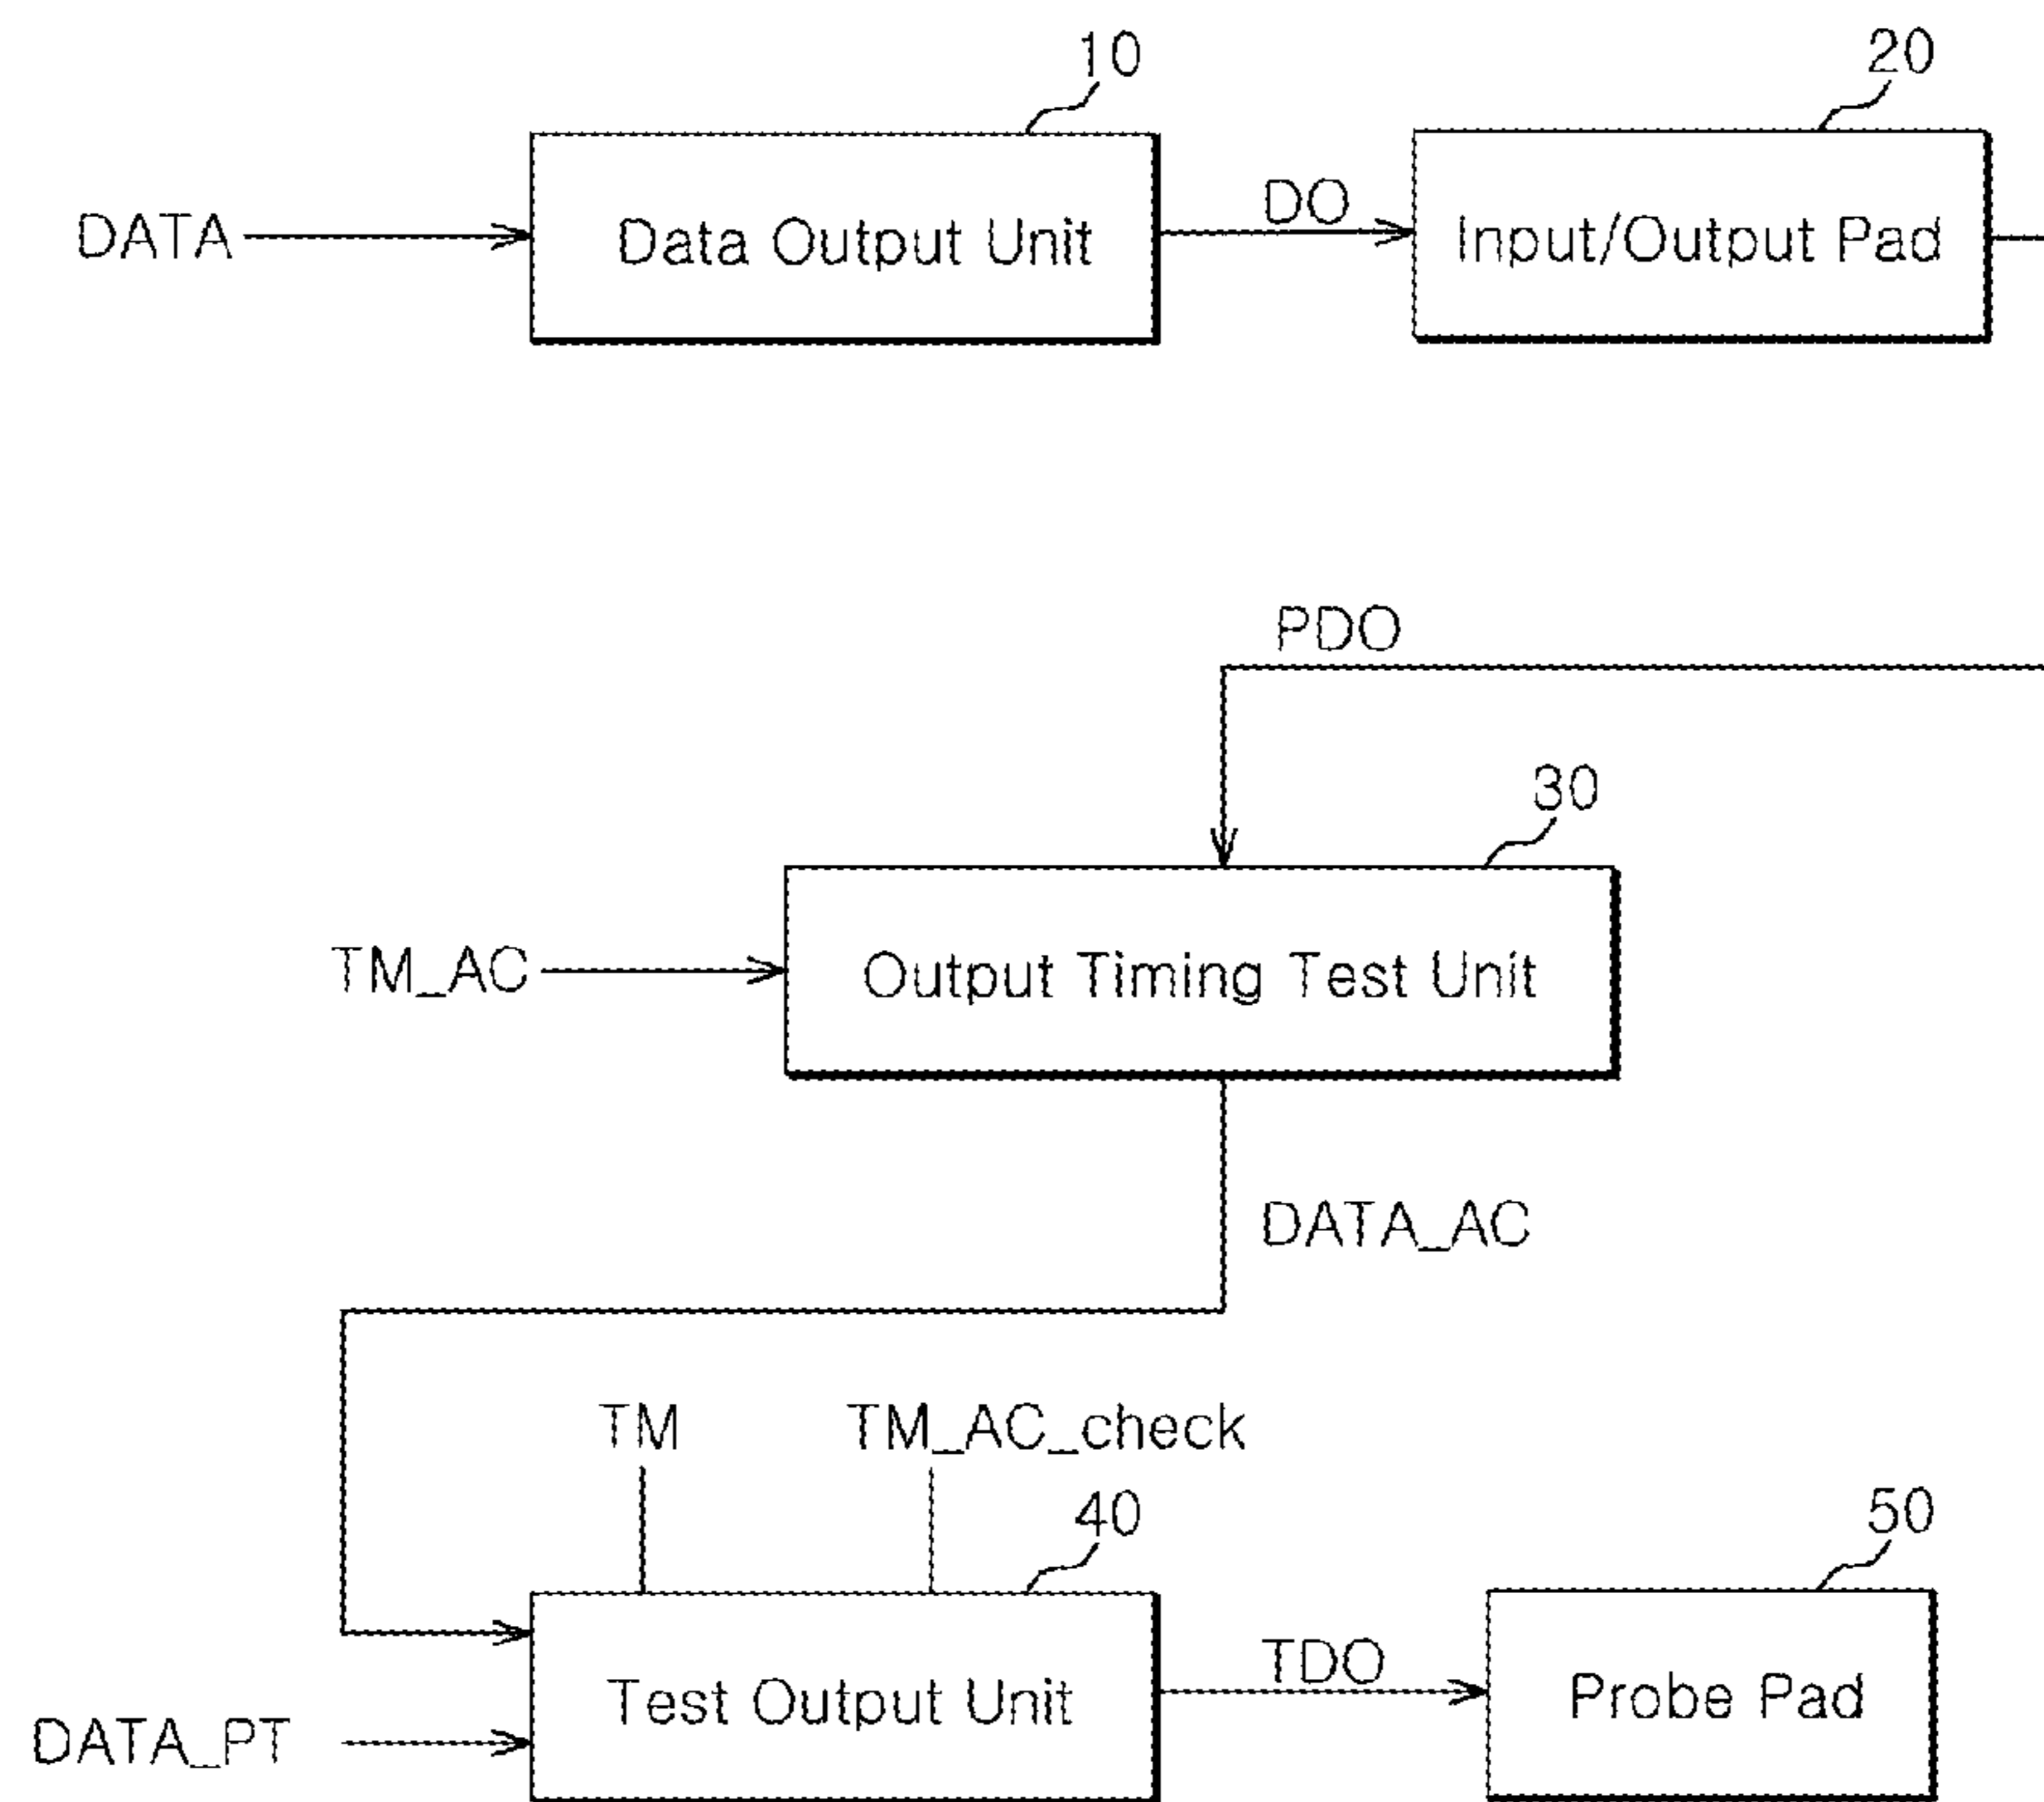 10
20
DATA
Data Output Unit
DO
Input/Output Pad
PDO
30
TM_AC
Output Timing Test Unit
DATA_AC
TM
TM_AC_check
40
50
Test Output Unit
TDO
Probe Pad
DATA_PT